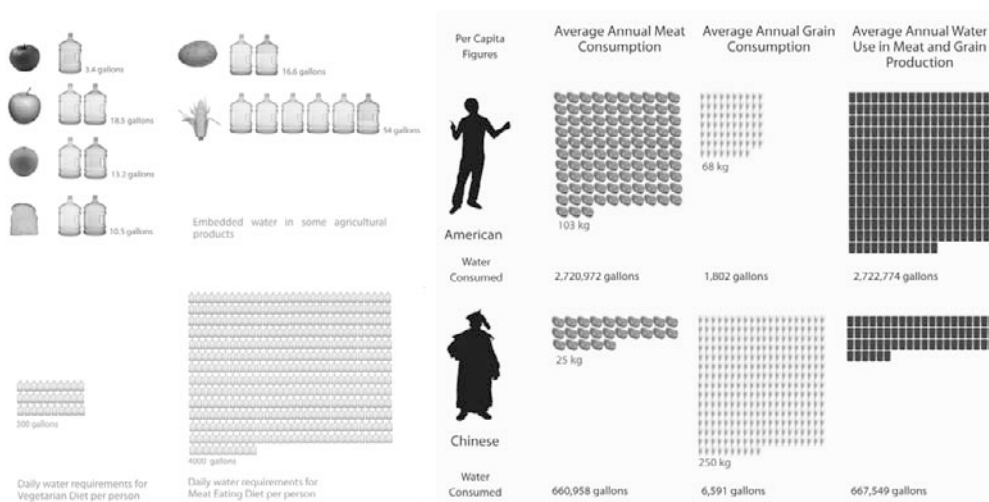 3.4 gallons
18.5 gallons
13.2 gallons
10.5 gallons
16.6 gallons
54 gallons
Embedded water in some agricultural
products
300 gallons
Daily water requirements for
Vegetarian Diet per person
4000 gallons
Daily water requirements for
Meat Eating Diet per person
Per Capita
Figures
Average Annual Meat
Consumption
Average Annual Grain
Consumption
Average Annual Water
Use in Meat and Grain
Production
American
103 kg
68 kg
Water
Consumed
2,720,972 gallons
1,802 gallons
2,722,774 gallons
Chinese
25 kg
250 kg
Water
Consumed
660,958 gallons
6,591 gallons
667,549 gallons